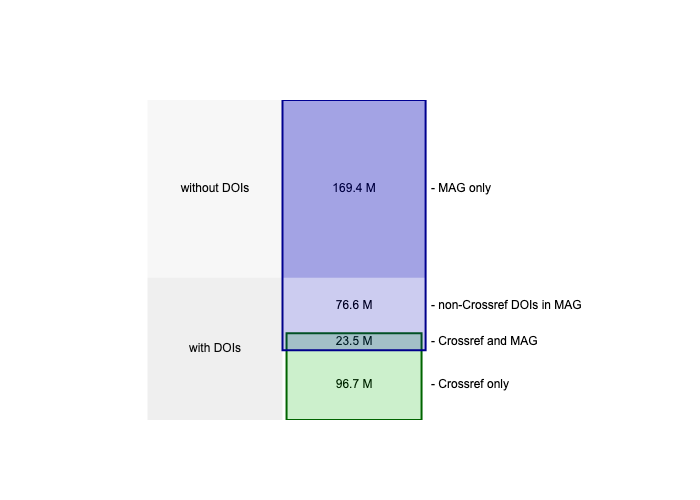 without DOIs
169.4 M
- MAG only
76.6 M
- non-Crossref DOIs in MAG
with DOIs
23.5 M
- Crossref and MAG
96.7 M
- Crossref only